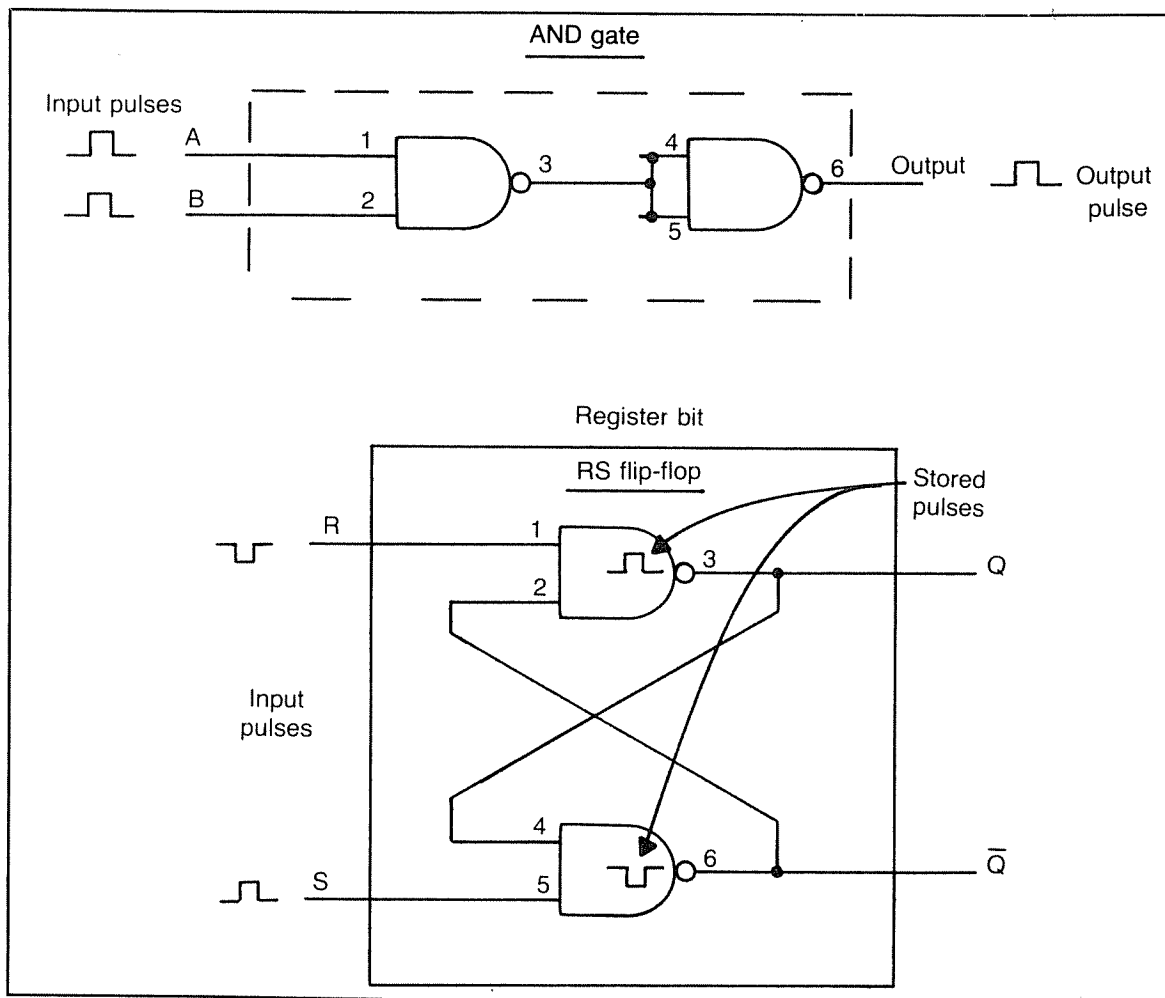 AND gate
Input pulses
A
1
3
4
6
Output
Output
pulse
B
2
5
Register bit
RS flip-flop
Stored
pulses
R
1
3
Q
2
Input
pulses
4
6
Q̅
S
5